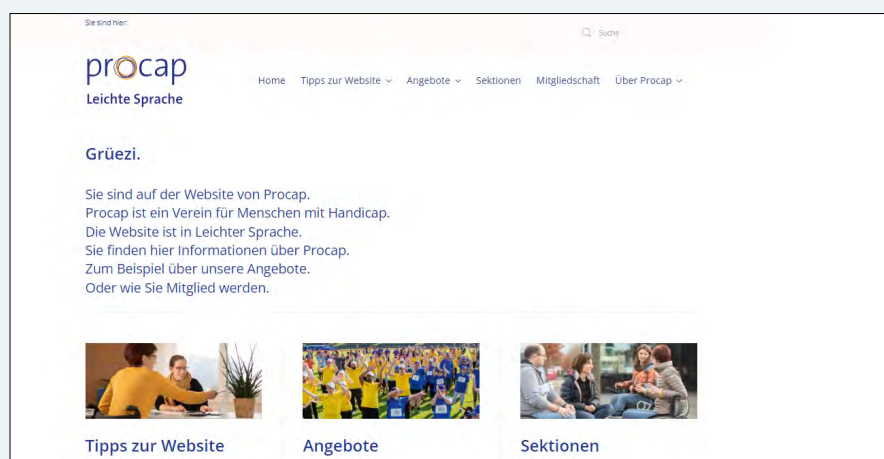 Sie sind hier:
Suche
procap
Leichte Sprache
Home Tipps zur Website Angebote Sektionen Mitgliedschaft Über Procap
Grüezi.
Sie sind auf der Website von Procap.
Procap ist ein Verein für Menschen mit Handicap.
Die Website ist in Leichter Sprache.
Sie finden hier Informationen über Procap.
Zum Beispiel über unsere Angebote.
Oder wie Sie Mitglied werden.
Tipps zur Website
Angebote
Sektionen